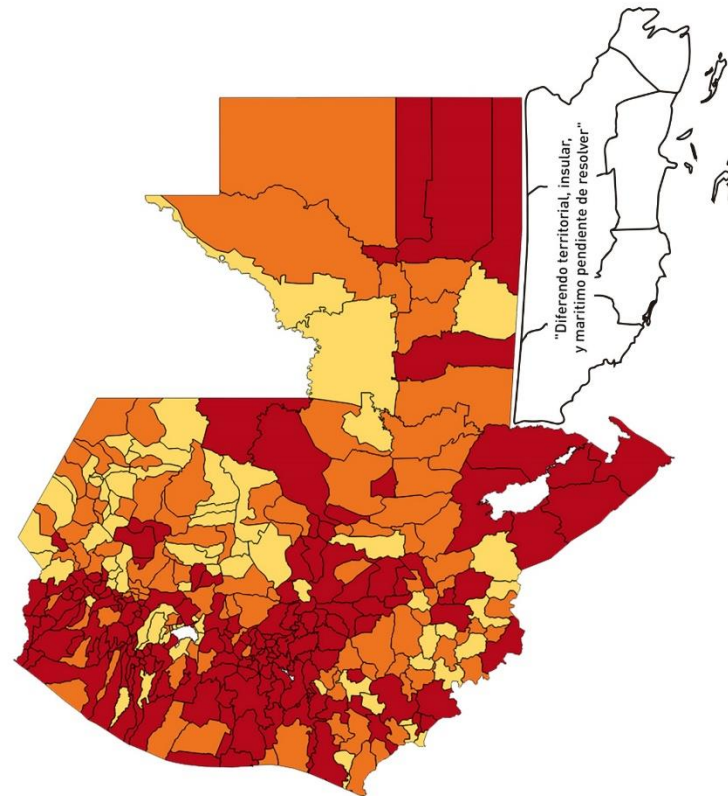 "Diferendo territorial, insular,
y marítimo pendiente de resolver"